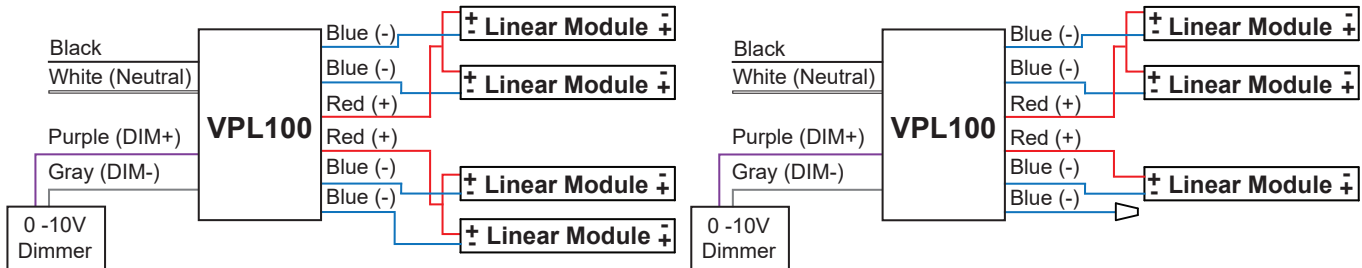 Black
White (Neutral)
Purple (DIM+)
Gray (DIM-)
0 -10V
Dimmer
VPL100
Blue (-)
Blue (-)
Red (+)
Red (+)
Blue (-)
Blue (-)
+ - Linear Module - +
+ - Linear Module - +
+ - Linear Module - +
+ - Linear Module - +
Black
White (Neutral)
Purple (DIM+)
Gray (DIM-)
0 -10V
Dimmer
VPL100
Blue (-)
Blue (-)
Red (+)
Red (+)
Blue (-)
Blue (-)
+ - Linear Module - +
+ - Linear Module - +
+ - Linear Module - +